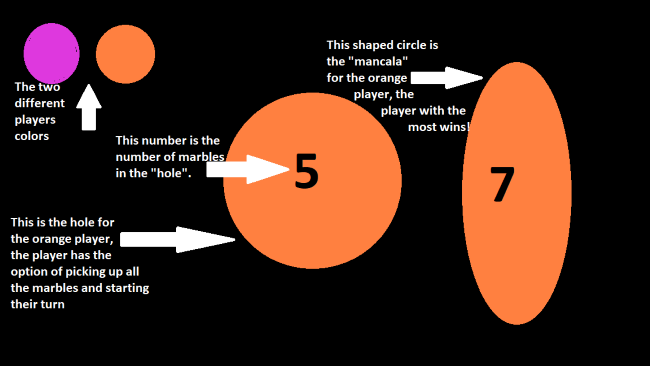 The two
different
players
colors
This shaped circle is
the "mancala"
for the orange
player, the
player with the
most wins!
This number is the
number of marbles
in the "hole".
5
7
This is the hole for
the orange player,
the player has the
option of picking up all
the marbles and starting
their turn